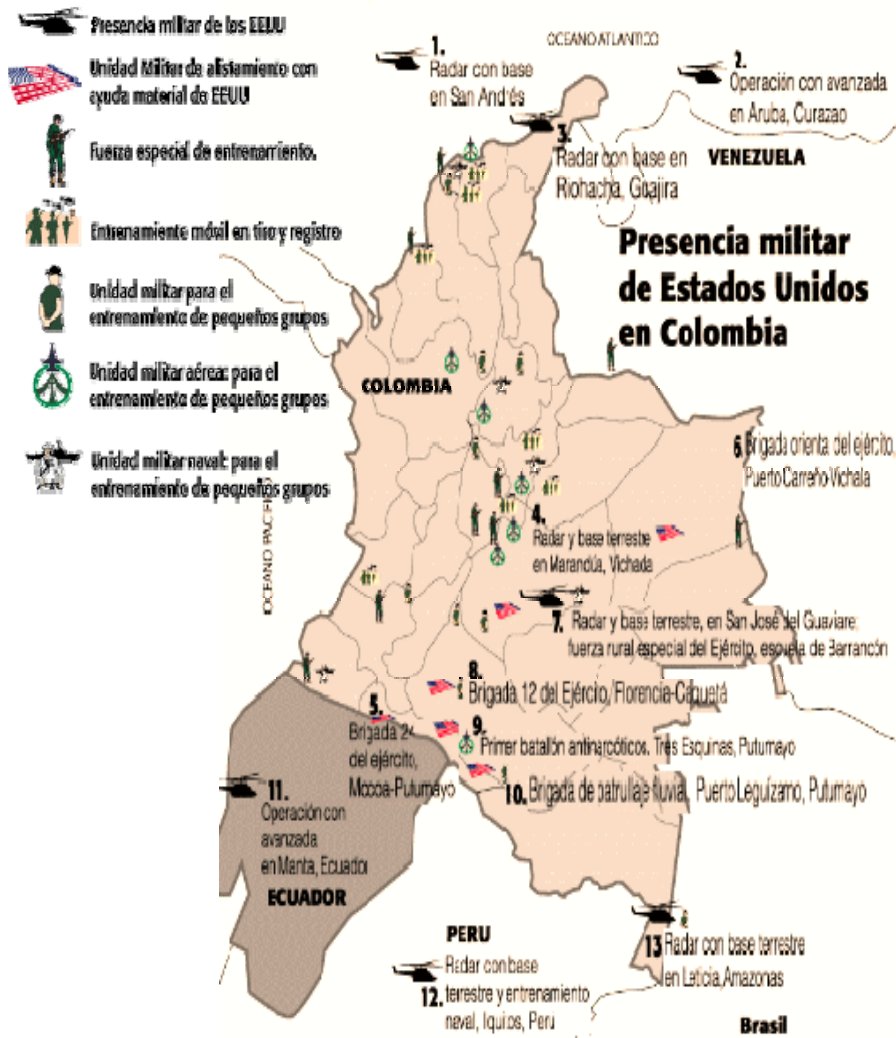 Presencia militar de los EEUU
Unidad Militar de alistamiento con
ayuda material de EEUU
Fuerza especial de entrenamiento.
Entrenamiento móvil en tiro y registro
Unidad militar para el
entrenamiento de pequeños grupos
Unidad militar aérea: para el
entrenamiento de pequeños grupos
Unidad militar naval: para el
entrenamiento de pequeños grupos
OCEANO ATLANTICO
1.
Radar con base
en San Andrés
2.
Operación con avanzada
en Aruba, Curazao
3.
Radar con base en
Riohacha, Goajira
VENEZUELA
Presencia militar
de Estados Unidos
en Colombia
COLOMBIA
6. Brigada orienta del ejército,
Puerto Carreño-Vichala
4.
Radar y base terrestre
en Marandúa, Vichada
OCEANO PACIFI
7. Radar y base terrestre, en San José del Guaviare;
fuerza rural especial del Ejército, escuela de Barrancón
8.
Brigada 12 del Ejército/Florencia-Caquetá
5.
Brigada 24
del ejército,
Mocoa-Putumayo
9.
Primer batallón antinarcóticos. Tres Esquinas, Putumayo
10. Brigada de patrullaje fluvial, Puerto Leguízamo, Putumayo
11.
Operación con
avanzada
en Manta, Ecuador
ECUADOR
PERU
Radar con base
12. terrestre y entrenamiento
naval, Iquitos, Peru
13 Radar con base terrestre
en Laticia, Amazonas
Brasil